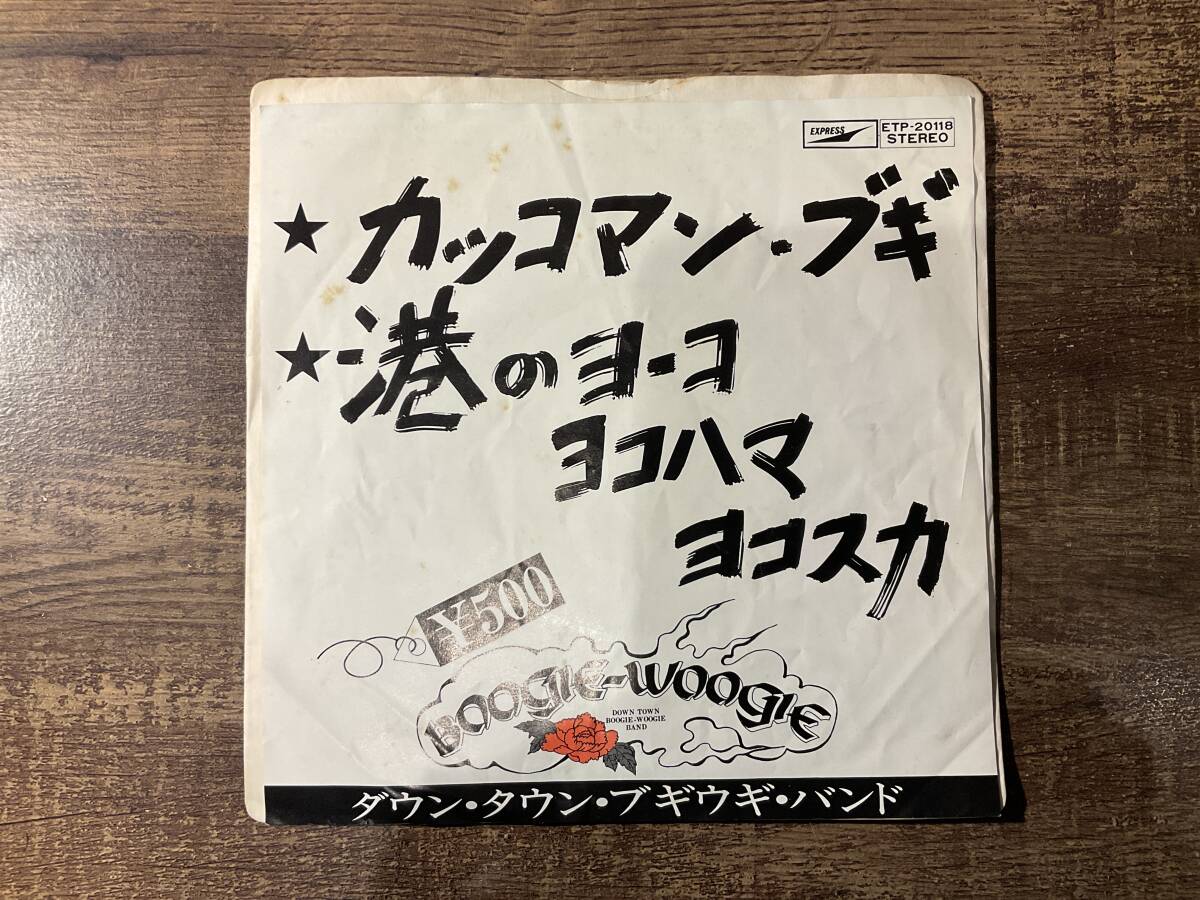 EXPRESS
ETP-20118
STEREO
★カッコマン・ブギ
★港のヨーコ
ヨコハマ
ヨコスカ
¥500
BOOGIE-WOOGIE
DOWN TOWN
BOOGIE-WOOGIE
BAND
ダウン・タウン・ブギウギ・バンド